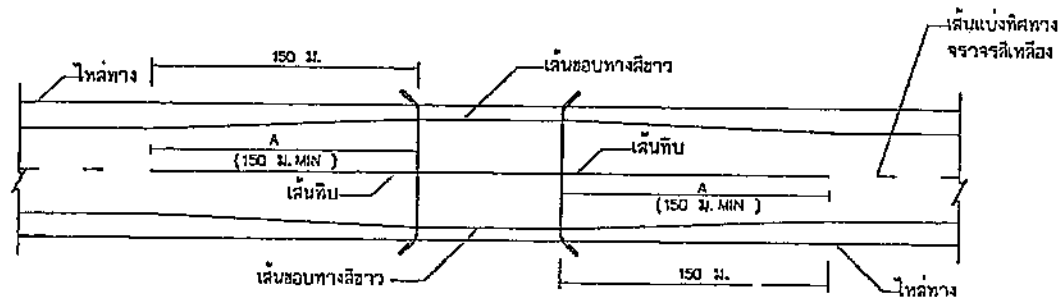 เส้นแบ่งทิศทาง
จราจรสีเหลือง
150 ม.
ไหล่ทาง
เส้นขอบทางสีขาว
A
(150 ม. MIN )
เส้นทึบ
เส้นทึบ
A
(150 ม. MIN )
เส้นขอบทางสีขาว
150 ม.
ไหล่ทาง